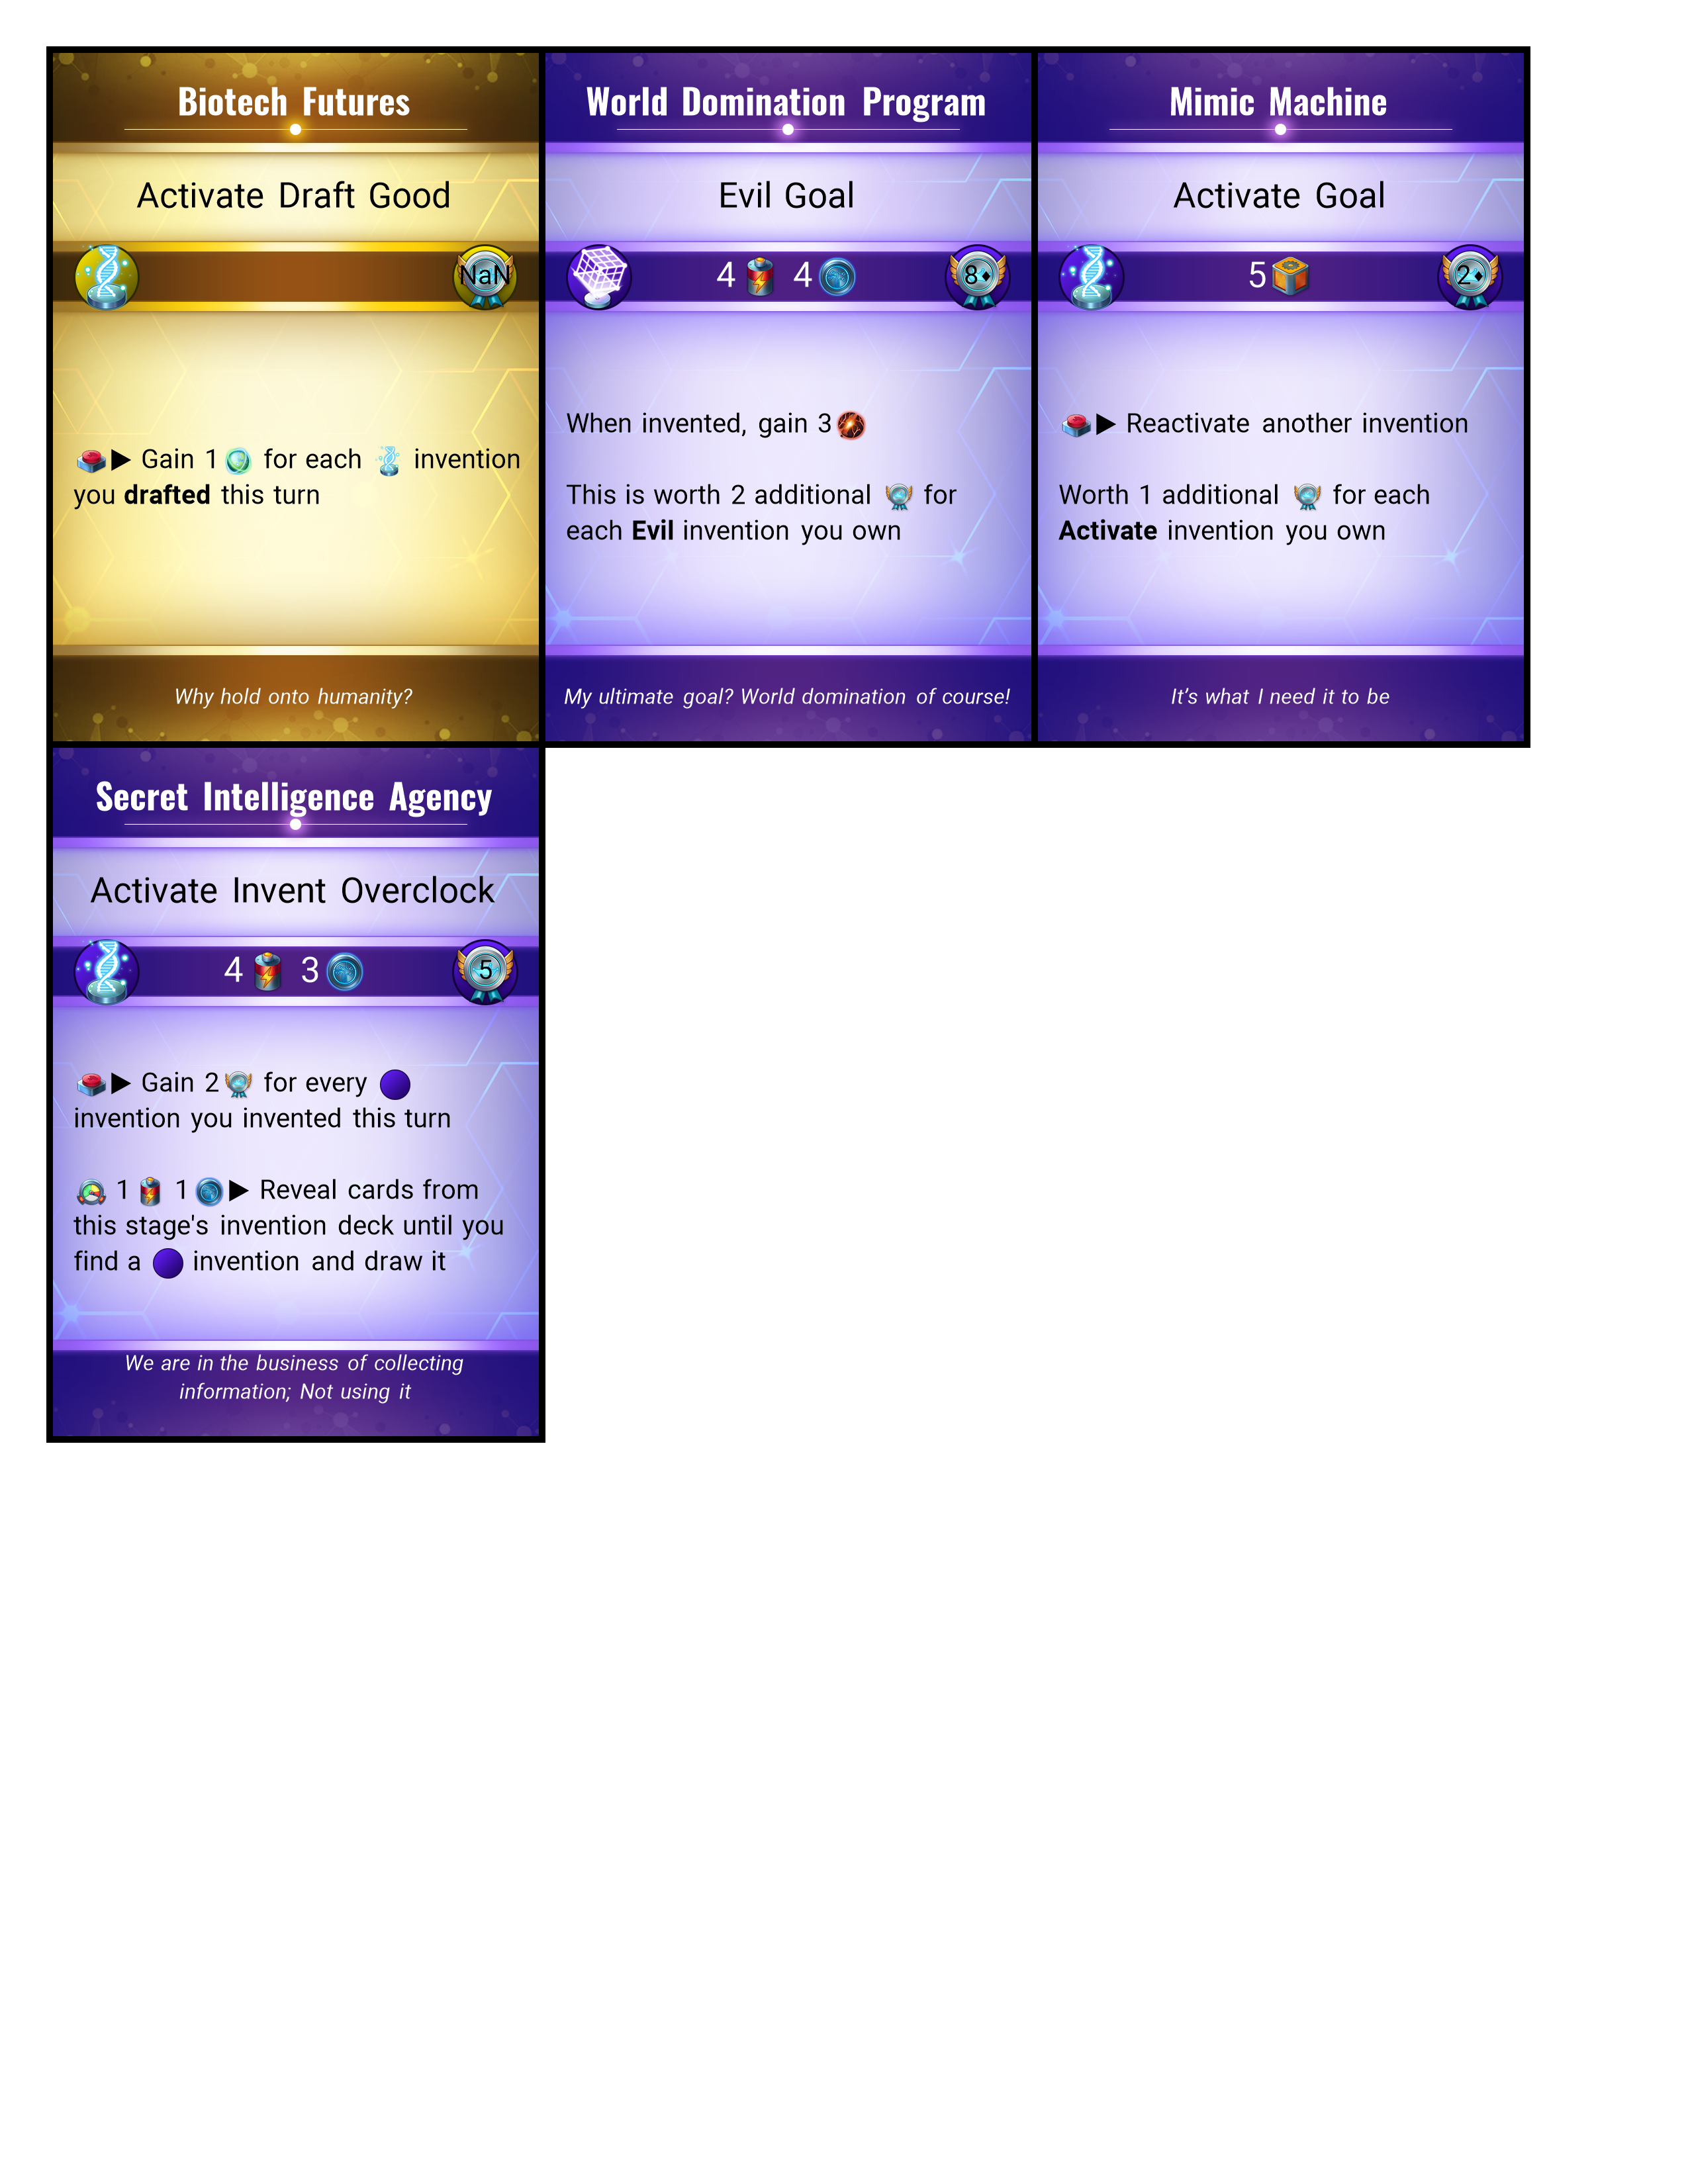 Biotech Futures
Activate Draft Good
NaN
▶ Gain 1 for each invention
you drafted this turn
Why hold onto humanity?
World Domination Program
Evil Goal
4 4 8♦
When invented, gain 3
This is worth 2 additional for
each Evil invention you own
My ultimate goal? World domination of course!
Mimic Machine
Activate Goal
5 2♦
▶ Reactivate another invention
Worth 1 additional for each
Activate invention you own
It's what I need it to be
Secret Intelligence Agency
Activate Invent Overclock
4 3 5
▶ Gain 2 for every
invention you invented this turn
1 1 ▶ Reveal cards from
this stage's invention deck until you
find a invention and draw it
We are in the business of collecting
information; Not using it